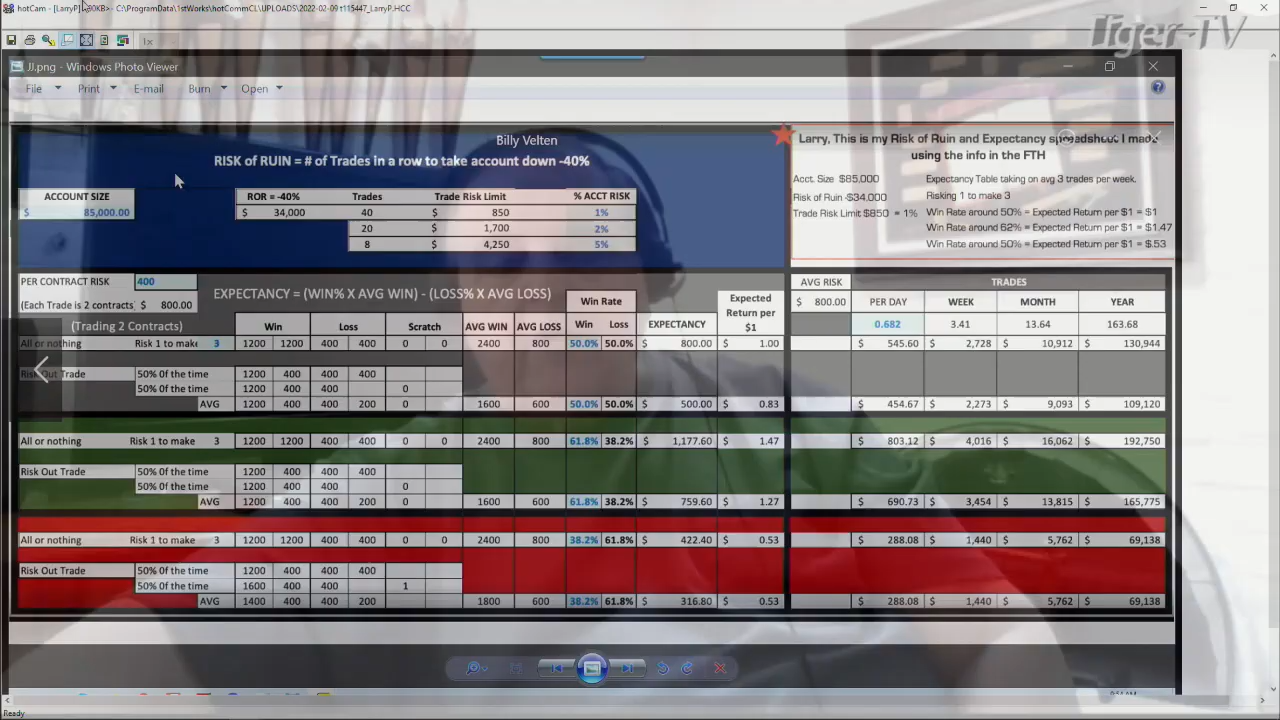 hotCam - [LarryP]
C:\ProgramData\1stWorks\hotCommCL\UPLOADS\2022-02-09 t115447_LarryP.HCC
Tiger-TV
1x
JJ.png - Windows Photo Viewer
File Print E-mail Burn Open
Billy Velten
RISK of RUIN = # of Trades in a row to take account down -40%
ACCOUNT SIZE
$ 85,000.00
ROR = -40% Trades Trade Risk Limit % ACCT RISK
$ 34,000 40 $ 850 1%
20 $ 1,700 2%
8 $ 4,250 5%
Larry, This is my Risk of Ruin and Expectancy spreadsheet I made
using the info in the FTH
Acct. Size $85,000 Expectancy Table taking on avg 3 trades per week.
Risk of Ruin -$34,000 Risking 1 to make 3
Trade Risk Limit $850 = 1% Win Rate around 50% = Expected Return per $1 = $1
Win Rate around 62% = Expected Return per $1 = $1.47
Win Rate around 50% = Expected Return per $1 = $.53
PER CONTRACT RISK 400
(Each Trade is 2 contracts $ 800.00
EXPECTANCY = (WIN% X AVG WIN) - (LOSS% X AVG LOSS)
(Trading 2 Contracts) Win Loss Scratch AVG WIN AVG LOSS Win Rate Win Loss EXPECTANCY Expected Return per $1
AVG RISK TRADES
$ 800.00 PER DAY WEEK MONTH YEAR
0.682 3.41 13.64 163.68
All or nothing Risk 1 to make 3 1200 1200 400 400 0 0 2400 800 50.0% 50.0% $ 800.00 $ 1.00 $ 545.60 $ 2,728 $ 10,912 $ 130,944
Risk Out Trade 50% 0f the time 1200 400 400 400
50% 0f the time 1200 400 400 0
AVG 1200 400 400 200 0 1600 600 50.0% 50.0% $ 500.00 $ 0.83 $ 454.67 $ 2,273 $ 9,093 $ 109,120
All or nothing Risk 1 to make 3 1200 1200 400 400 0 0 2400 800 61.8% 38.2% $ 1,177.60 $ 1.47 $ 803.12 $ 4,016 $ 16,062 $ 192,750
Risk Out Trade 50% 0f the time 1200 400 400 400
50% 0f the time 1200 400 400 0
AVG 1200 400 400 200 0 1600 600 61.8% 38.2% $ 759.60 $ 1.27 $ 690.73 $ 3,454 $ 13,815 $ 165,775
All or nothing Risk 1 to make 3 1200 1200 400 400 0 0 2400 800 38.2% 61.8% $ 422.40 $ 0.53 $ 288.08 $ 1,440 $ 5,762 $ 69,138
Risk Out Trade 50% 0f the time 1200 400 400 400
50% 0f the time 1600 400 400 1
AVG 1400 400 400 200 1800 600 38.2% 61.8% $ 316.80 $ 0.53 $ 288.08 $ 1,440 $ 5,762 $ 69,138
Ready